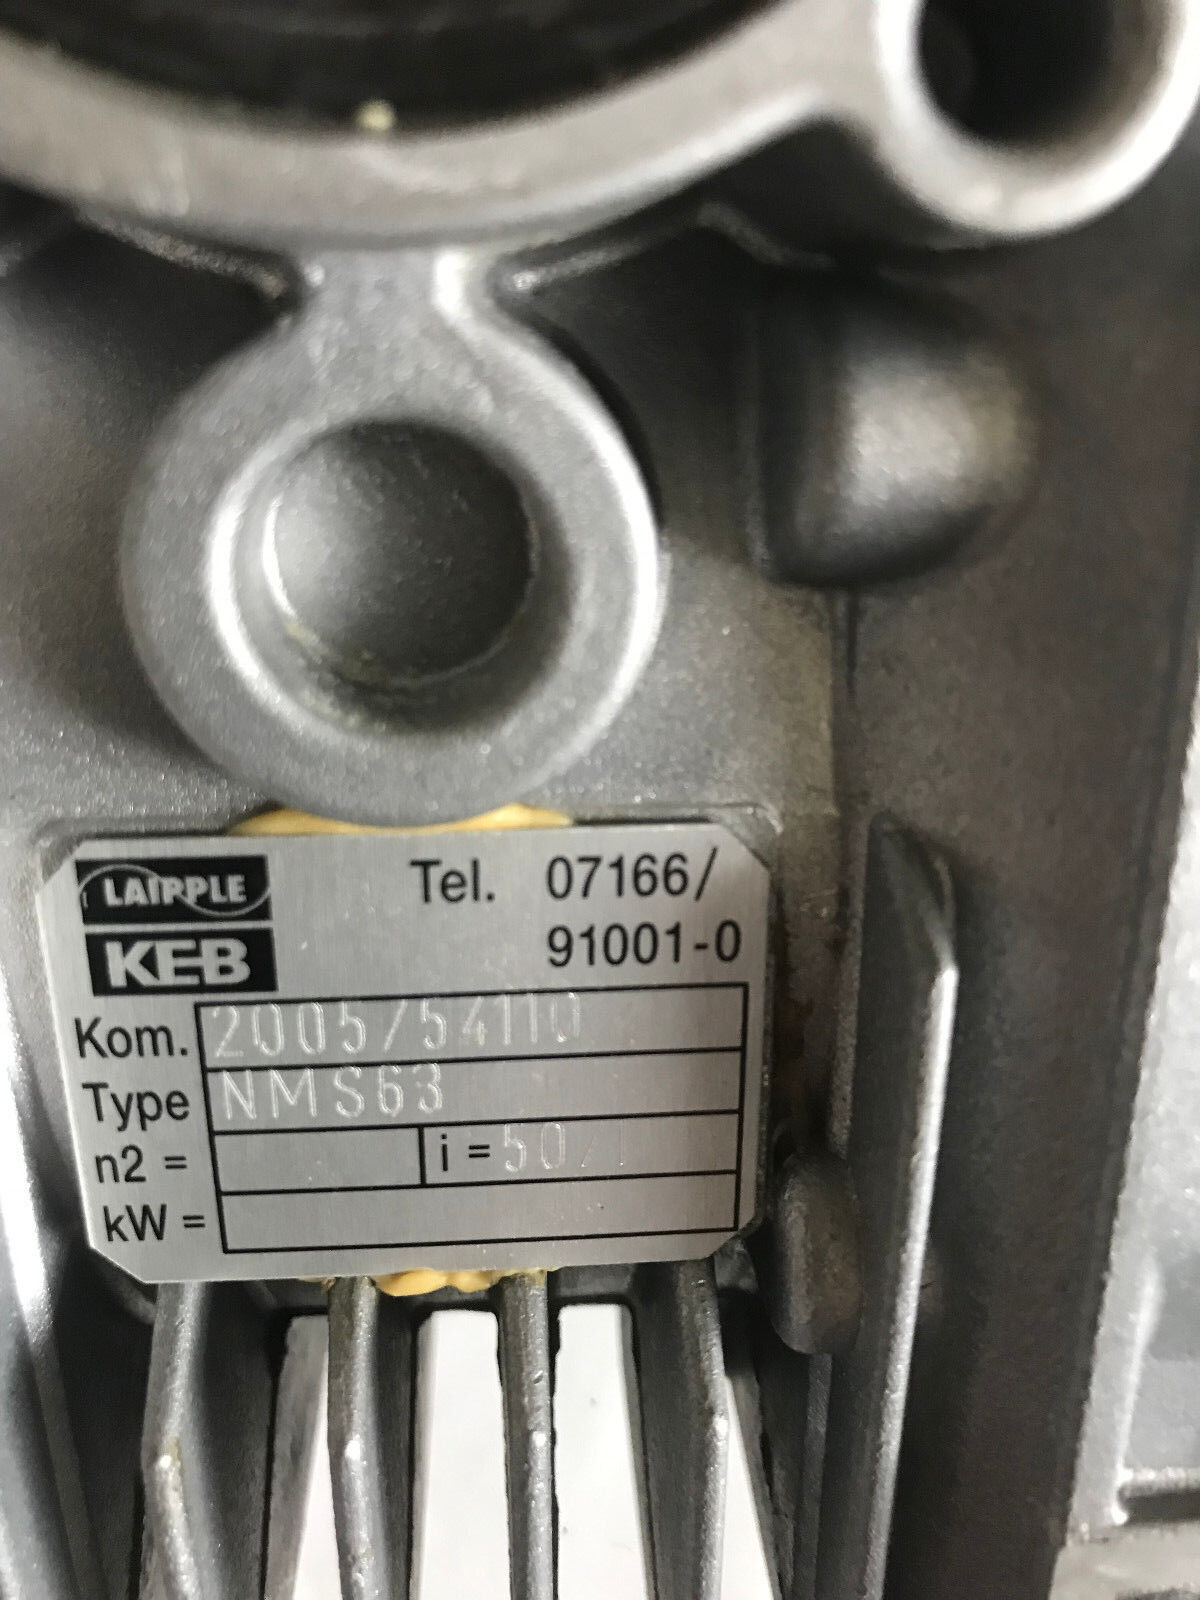 LAIPPLE
KEB
Tel. 07166/
91001-0
Kom. 2005/54110
Type NMS63
n2 = i = 50/1
kW =